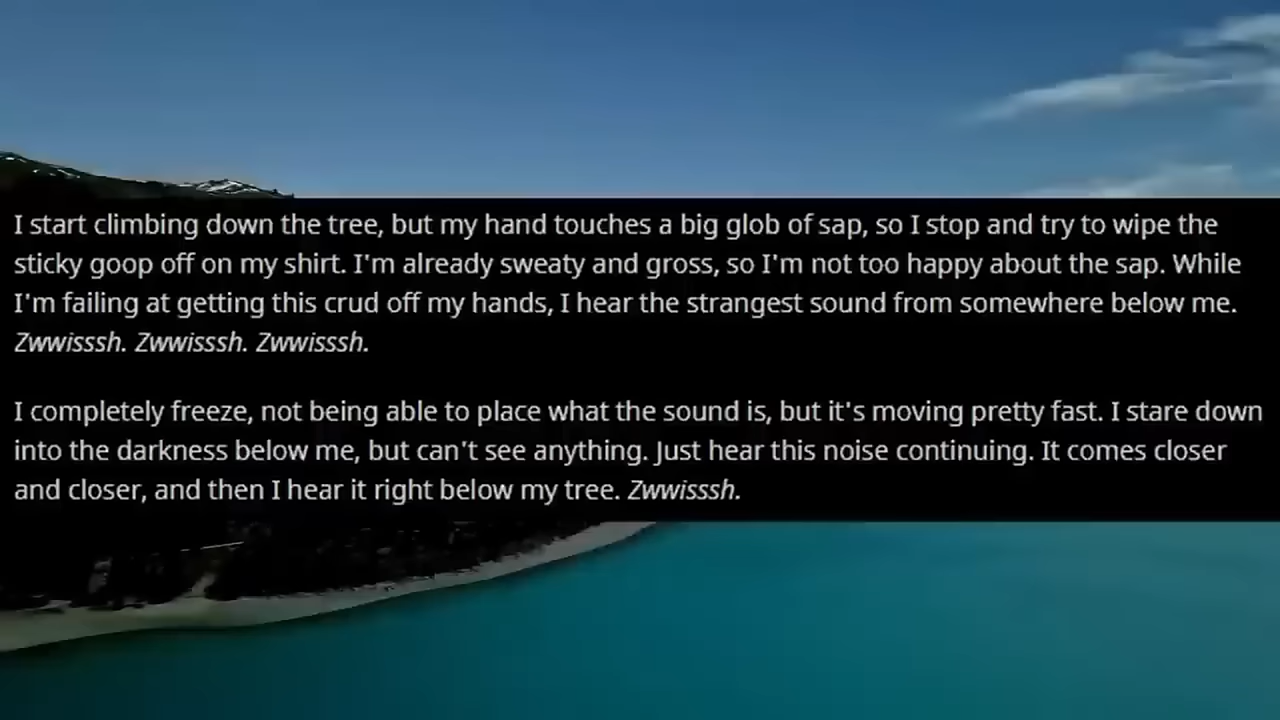 I start climbing down the tree, but my hand touches a big glob of sap, so I stop and try to wipe the
sticky goop off on my shirt. I'm already sweaty and gross, so I'm not too happy about the sap. While
I'm failing at getting this crud off my hands, I hear the strangest sound from somewhere below me.
Zwwisssh. Zwwisssh. Zwwisssh.
I completely freeze, not being able to place what the sound is, but it's moving pretty fast. I stare down
into the darkness below me, but can't see anything. Just hear this noise continuing. It comes closer
and closer, and then I hear it right below my tree. Zwwisssh.